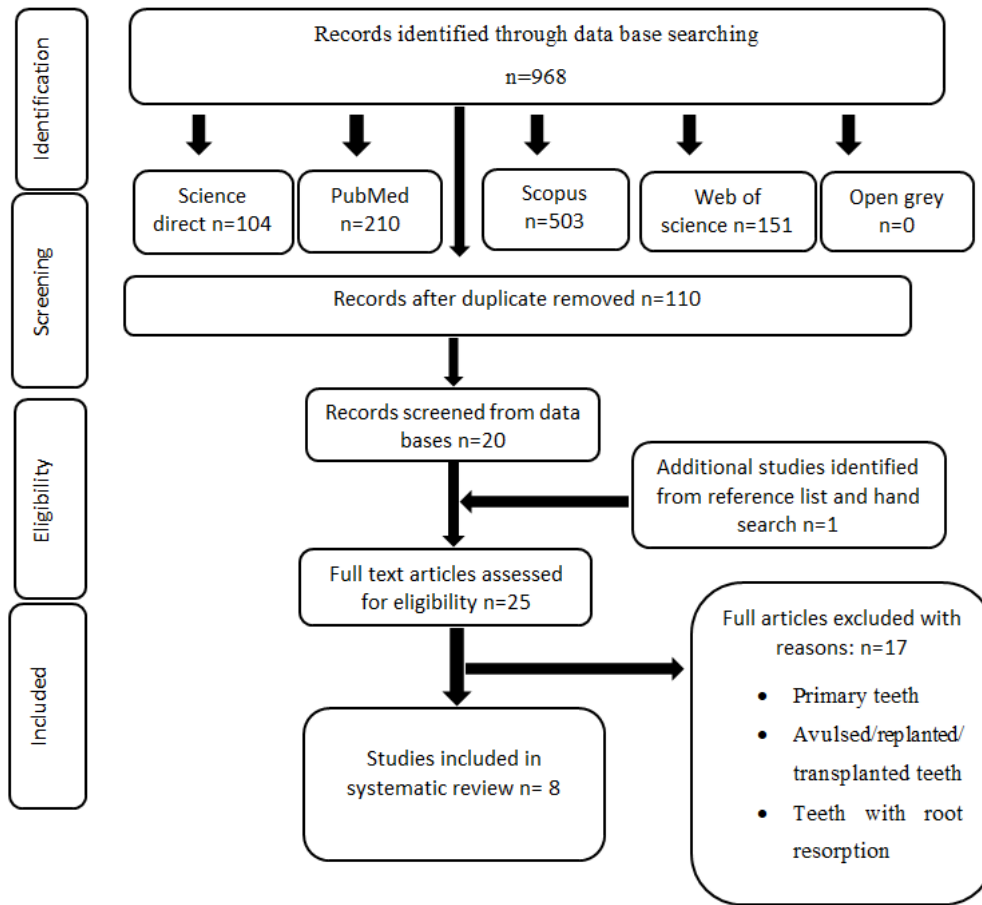 Identification
Records identified through data base searching
n=968
Science
direct n=104
PubMed
n=210
Scopus
n=503
Web of
science n=151
Open grey
n=0
Screening
Records after duplicate removed n=110
Records screened from data
bases n=20
Eligibility
Additional studies identified
from reference list and hand
search n=1
Full text articles assessed
for eligibility n=25
Included
Full articles excluded with
reasons: n=17
• Primary teeth
• Avulsed/replanted/
transplanted teeth
• Teeth with root
resorption
Studies included in
systematic review n= 8